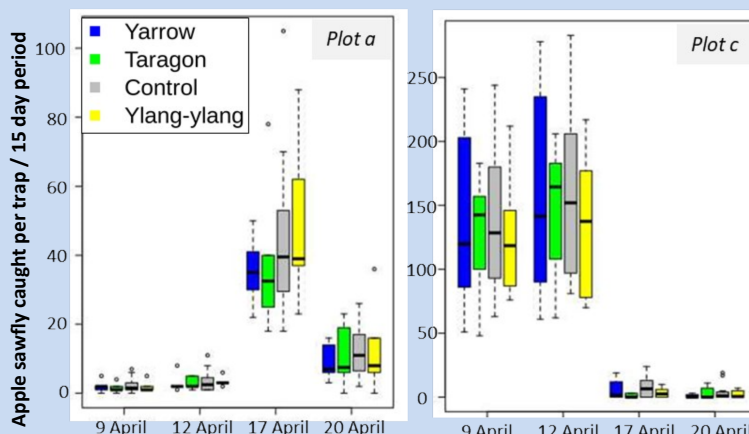 Apple sawfly caught per trap / 15 day period
Yarrow
Taragon
Control
Ylang-ylang
Plot a
100
80
60
40
20
0
9 April 12 April 17 April 20 April
Plot c
250
200
150
100
50
0
9 April 12 April 17 April 20 April